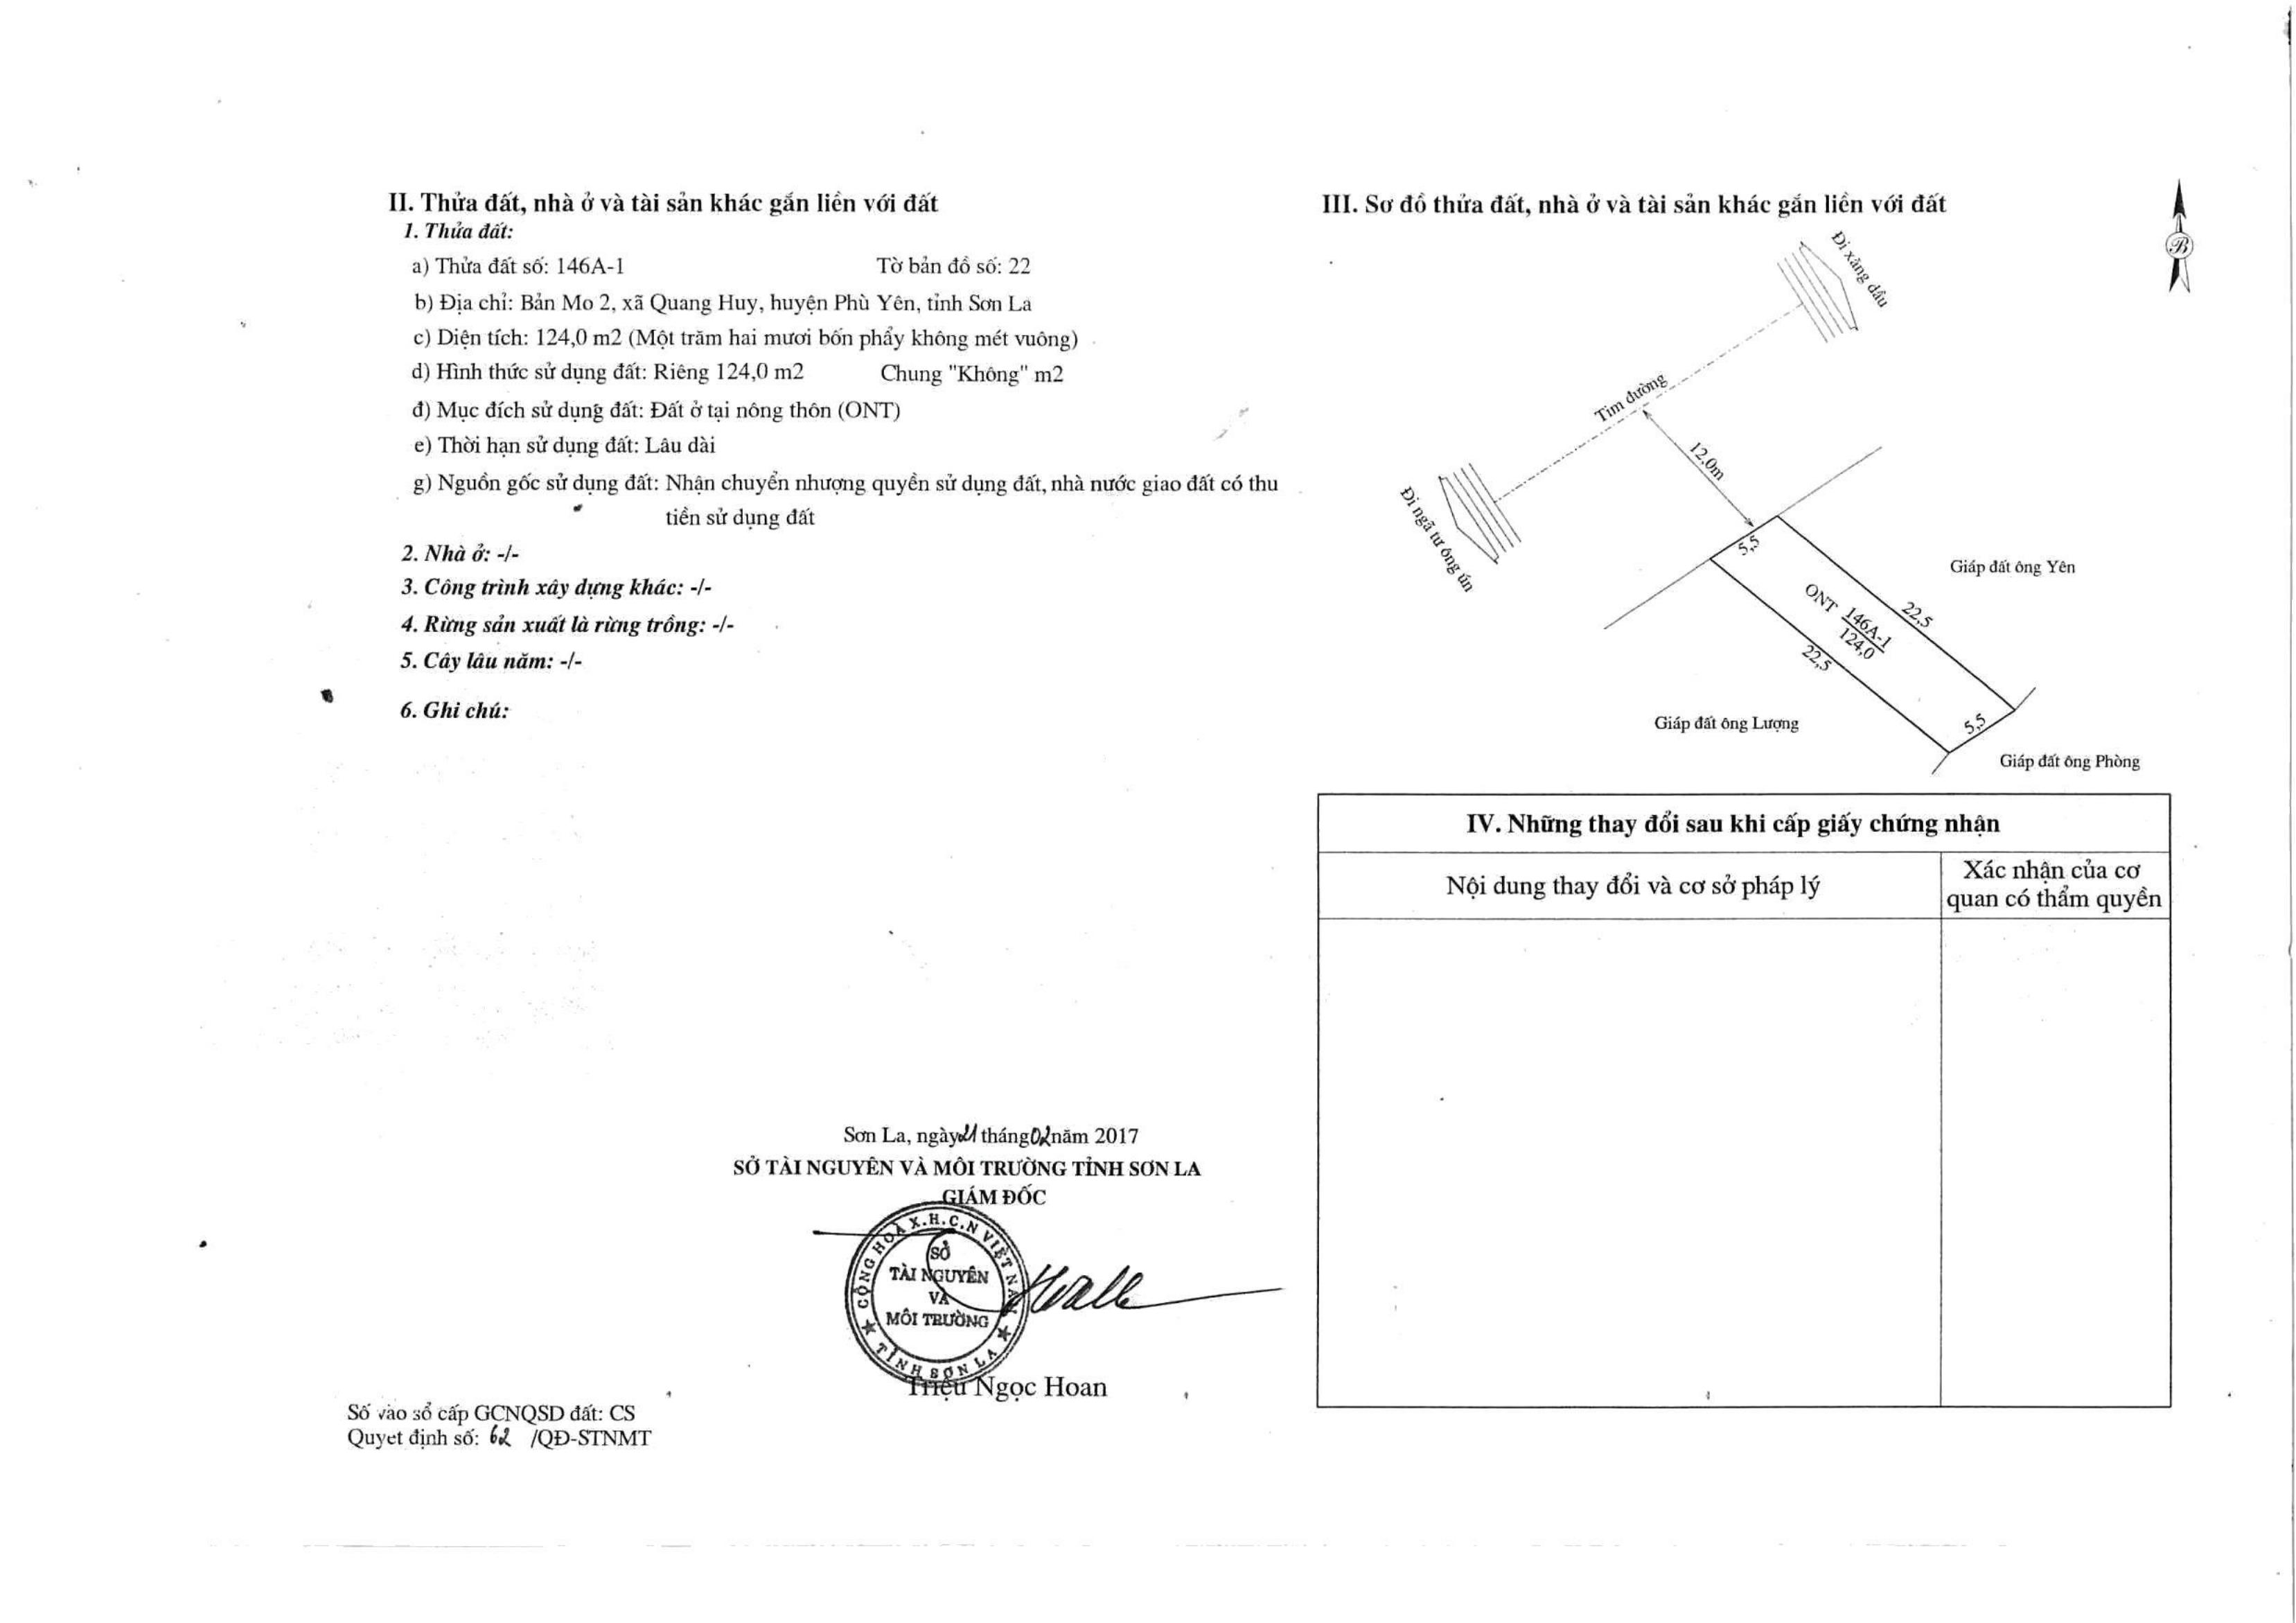 II. Thửa đất, nhà ở và tài sản khác gắn liền với đất
1. Thửa đất:
a) Thửa đất số: 146A-1 Tờ bản đồ số: 22
b) Địa chỉ: Bản Mo 2, xã Quang Huy, huyện Phù Yên, tỉnh Sơn La
c) Diện tích: 124,0 m2 (Một trăm hai mươi bốn phẩy không mét vuông)
d) Hình thức sử dụng đất: Riêng 124,0 m2 Chung "Không" m2
đ) Mục đích sử dụng đất: Đất ở tại nông thôn (ONT)
e) Thời hạn sử dụng đất: Lâu dài
g) Nguồn gốc sử dụng đất: Nhận chuyển nhượng quyền sử dụng đất, nhà nước giao đất có thu
tiền sử dụng đất
2. Nhà ở: -/-
3. Công trình xây dựng khác: -/-
4. Rừng sản xuất là rừng trồng: -/-
5. Cây lâu năm: -/-
6. Ghi chú:
Sơn La, ngày 21 tháng 02 năm 2017
SỞ TÀI NGUYÊN VÀ MÔI TRƯỜNG TỈNH SƠN LA
GIÁM ĐỐC
CỘNG HOÀ X.H.C.N VIỆT NAM
SỞ
TÀI NGUYÊN
VÀ
MÔI TRƯỜNG
TỈNH SƠN LA
Triệu Ngọc Hoan
Số vào sổ cấp GCNQSD đất: CS
Quyet định số: 62 /QĐ-STNMT
III. Sơ đồ thửa đất, nhà ở và tài sản khác gắn liền với đất
B
Đi xăng dầu
Tim đường
12,0m
Đi ngã tư ông ún
5,5
Giáp đất ông Yên
ONT 146A-1
124,0
22,5
22,5
Giáp đất ông Lượng
5,5
Giáp đất ông Phòng
IV. Những thay đổi sau khi cấp giấy chứng nhận
Nội dung thay đổi và cơ sở pháp lý
Xác nhận của cơ
quan có thẩm quyền